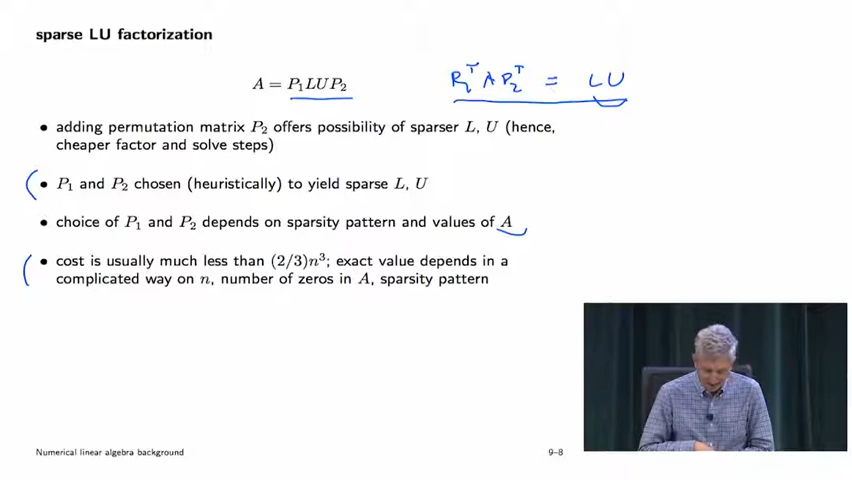 sparse LU factorization
A = P₁LUP₂
P₁ᵀ A P₂ᵀ = LU
• adding permutation matrix P₂ offers possibility of sparser L, U (hence,
cheaper factor and solve steps)
• P₁ and P₂ chosen (heuristically) to yield sparse L, U
• choice of P₁ and P₂ depends on sparsity pattern and values of A
• cost is usually much less than (2/3)n³; exact value depends in a
complicated way on n, number of zeros in A, sparsity pattern
Numerical linear algebra background
9–8